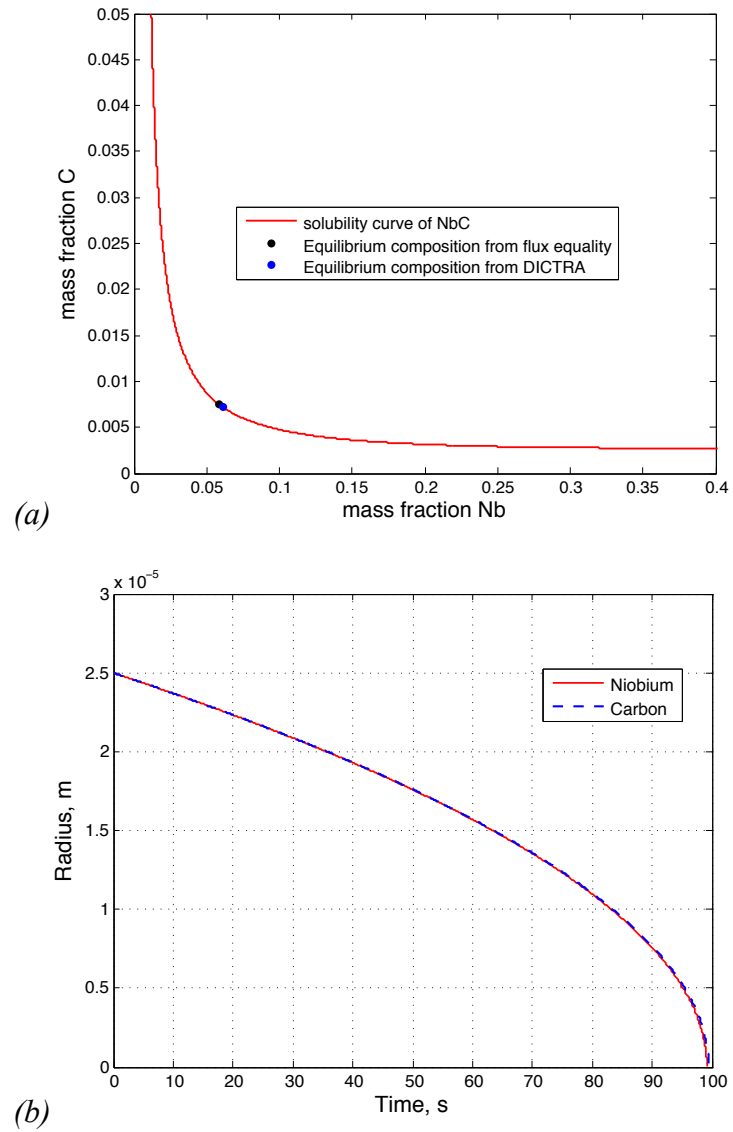 0.05
0.045
0.04
0.035
0.03
0.025
0.02
0.015
0.01
0.005
0
mass fraction C
solubility curve of NbC
Equilibrium composition from flux equality
Equilibrium composition from DICTRA
0 0.05 0.1 0.15 0.2 0.25 0.3 0.35 0.4
mass fraction Nb
(a)
x 10⁻⁵
3
2.5
2
1.5
1
0.5
0
Radius, m
Niobium
Carbon
0 10 20 30 40 50 60 70 80 90 100
Time, s
(b)